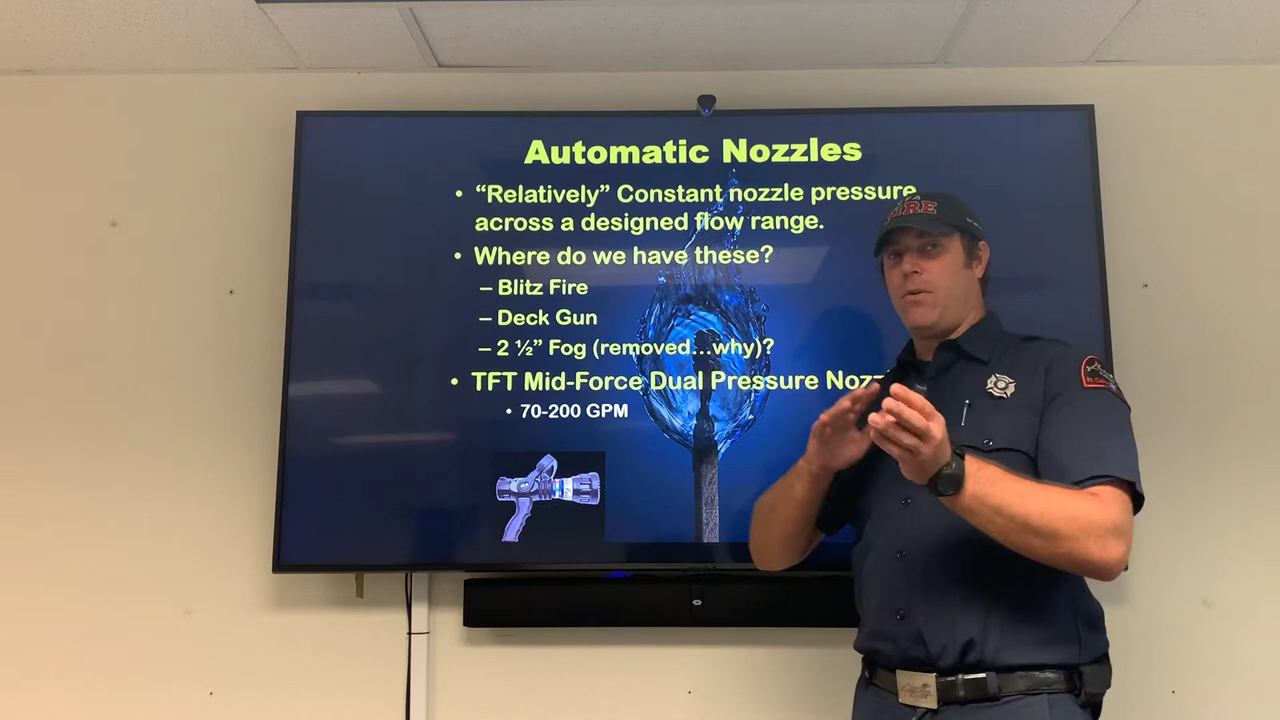 Automatic Nozzles
• “Relatively” Constant nozzle pressure
across a designed flow range.
• Where do we have these?
– Blitz Fire
– Deck Gun
– 2 ½” Fog (removed...why)?
• TFT Mid-Force Dual Pressure
• 70-200 GPM